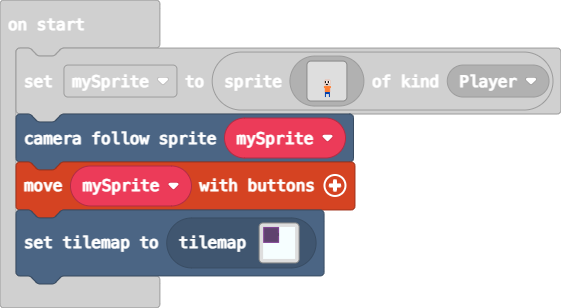 on start
set mySprite to sprite of kind Player
camera follow sprite mySprite
move mySprite with buttons
set tilemap to tilemap